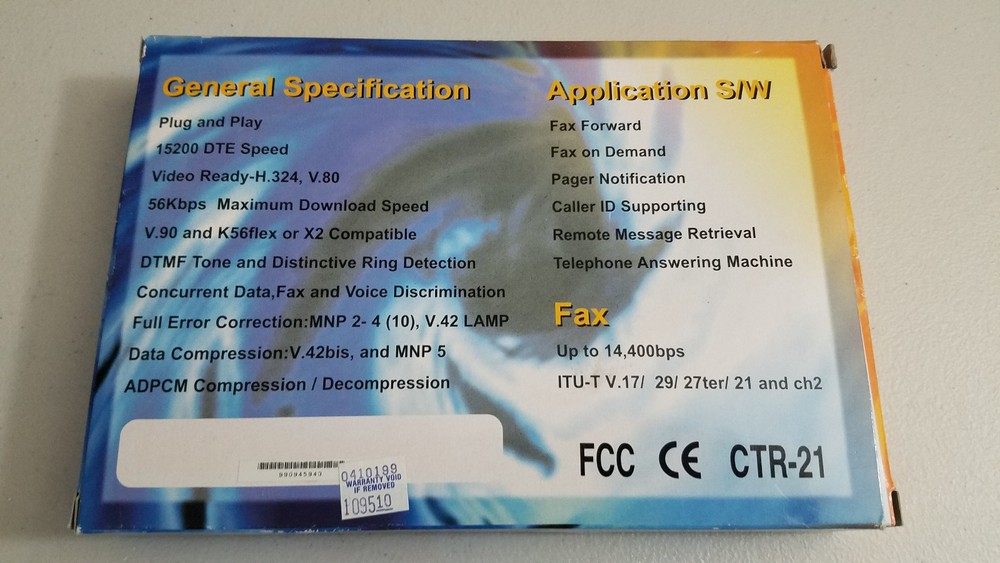 General Specification
Plug and Play
15200 DTE Speed
Video Ready-H.324, V.80
56Kbps Maximum Download Speed
V.90 and K56flex or X2 Compatible
DTMF Tone and Distinctive Ring Detection
Concurrent Data,Fax and Voice Discrimination
Full Error Correction:MNP 2- 4 (10), V.42 LAMP
Data Compression:V.42bis, and MNP 5
ADPCM Compression / Decompression
Application S/W
Fax Forward
Fax on Demand
Pager Notification
Caller ID Supporting
Remote Message Retrieval
Telephone Answering Machine
Fax
Up to 14,400bps
ITU-T V.17/ 29/ 27ter/ 21 and ch2
FCC CE CTR-21
990945943
0410199
WARRANTY VOID
IF REMOVED
109510